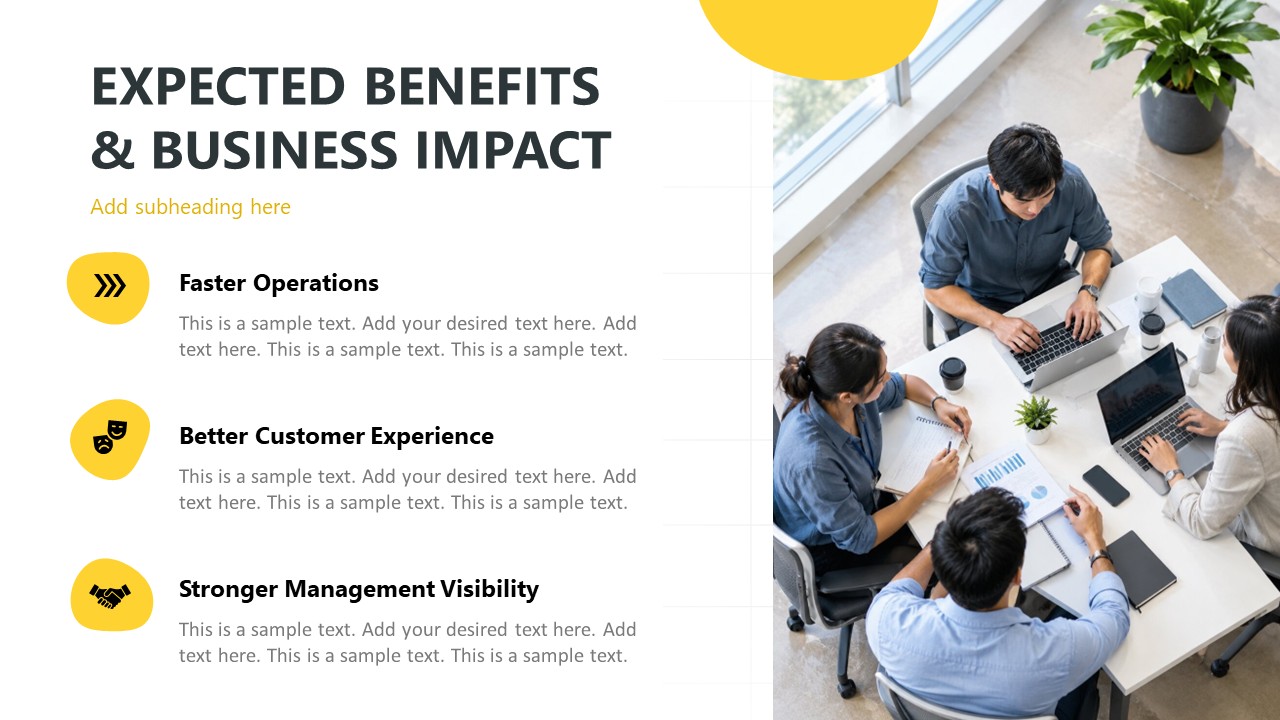 EXPECTED BENEFITS
& BUSINESS IMPACT
Add subheading here
Faster Operations
This is a sample text. Add your desired text here. Add
text here. This is a sample text. This is a sample text.
Better Customer Experience
This is a sample text. Add your desired text here. Add
text here. This is a sample text. This is a sample text.
Stronger Management Visibility
This is a sample text. Add your desired text here. Add
text here. This is a sample text. This is a sample text.